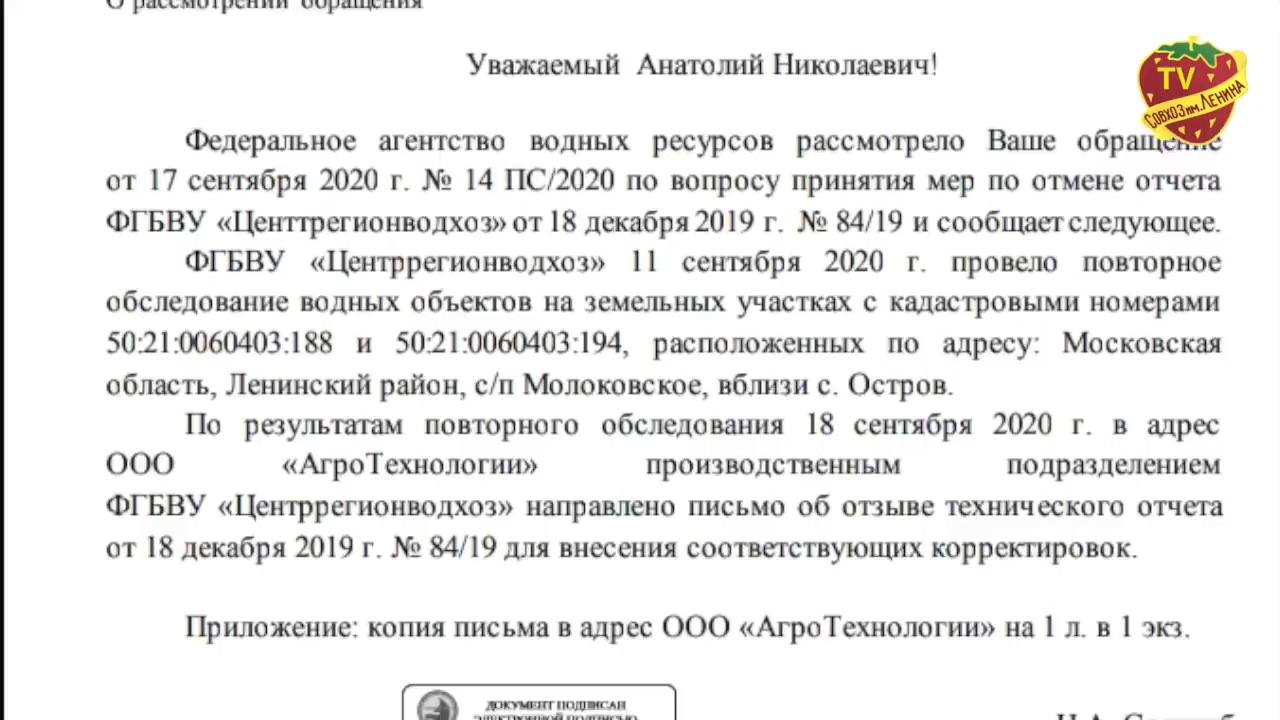 О рассмотрении обращения
Уважаемый Анатолий Николаевич!
Федеральное агентство водных ресурсов рассмотрело Ваше обращение
от 17 сентября 2020 г. № 14 ПС/2020 по вопросу принятия мер по отмене отчета
ФГБВУ «Центтрегионводхоз» от 18 декабря 2019 г. № 84/19 и сообщает следующее.
ФГБВУ «Центррегионводхоз» 11 сентября 2020 г. провело повторное
обследование водных объектов на земельных участках с кадастровыми номерами
50:21:0060403:188 и 50:21:0060403:194, расположенных по адресу: Московская
область, Ленинский район, с/п Молоковское, вблизи с. Остров.
По результатам повторного обследования 18 сентября 2020 г. в адрес
ООО «АгроТехнологии» производственным подразделением
ФГБВУ «Центррегионводхоз» направлено письмо об отзыве технического отчета
от 18 декабря 2019 г. № 84/19 для внесения соответствующих корректировок.
Приложение: копия письма в адрес ООО «АгроТехнологии» на 1 л. в 1 экз.
ДОКУМЕНТ ПОДПИСАН
ЭЛЕКТРОННОЙ ПОДПИСЬЮ
TV
СОВХОЗ им. ЛЕНИНА